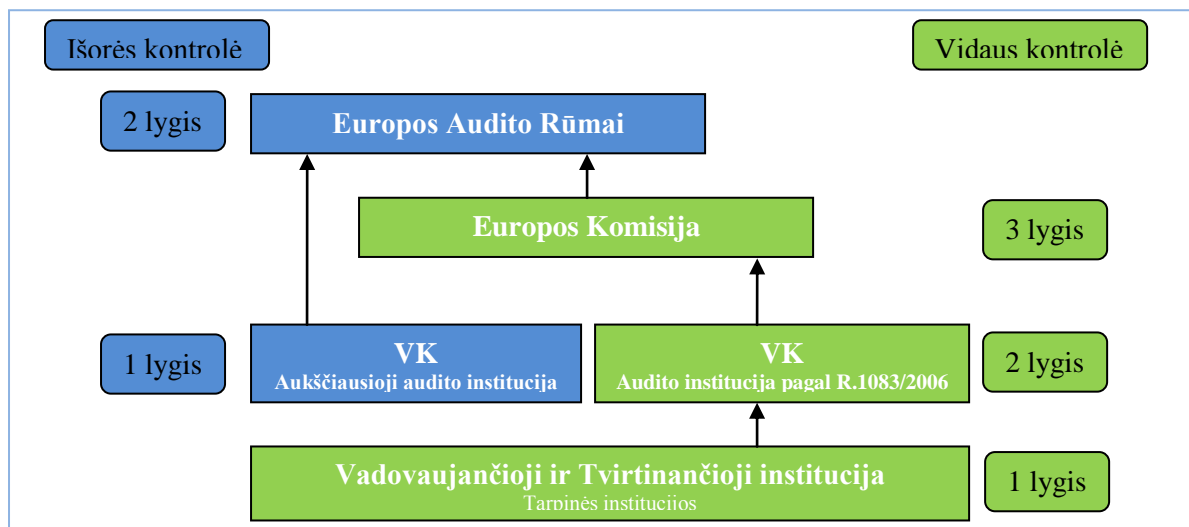 Išorės kontrolė
Vidaus kontrolė
2 lygis
Europos Audito Rūmai
Europos Komisija
3 lygis
1 lygis
VK
Aukščiausioji audito institucija
VK
Audito institucija pagal R.1083/2006
2 lygis
Vadovaujančioji ir Tvirtinančioji institucija
Tarpinės institucijos
1 lygis